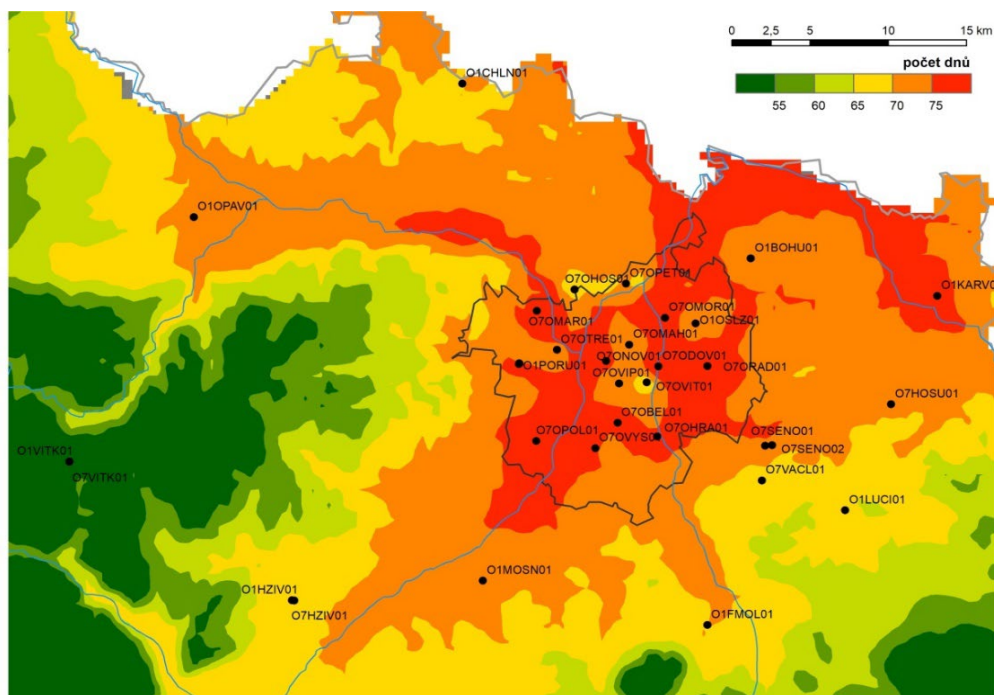 0 2,5 5 10 15 km
počet dnů
55 60 65 70 75
O1CHLN01
O1OPAV01
O1BOHU01
O7OHOS01
O7OPET01
O1KARV0
O7OMAR01
O7OMOR01
O1OSLZ01
O7OMAH01
O7OTRE01
O1PORU01
O7ONOV01
O7ODOV01
O7ORAD01
O7OVIP01
O7OVIT01
O7HOSU01
O7OBEL01
O7OPOL01
O7OVYS0
O7OHRA01
O7SENO01
O7SENO02
O1VITK01
O7VITK01
O7VACL01
O1LUCI01
O1MOSN01
O1HZIV01
O7HZIV01
O1FMOL01